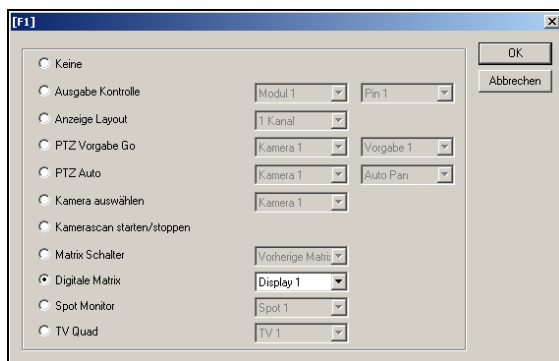 [F1]
OK
Abbrechen
Keine
Ausgabe Kontrolle Modul 1 Pin 1
Anzeige Layout 1 Kanal
PTZ Vorgabe Go Kamera 1 Vorgabe 1
PTZ Auto Kamera 1 Auto Pan
Kamera auswählen Kamera 1
Kamerascan starten/stoppen
Matrix Schalter Vorherige Matri
Digitale Matrix Display 1
Spot Monitor Spot 1
TV Quad TV 1